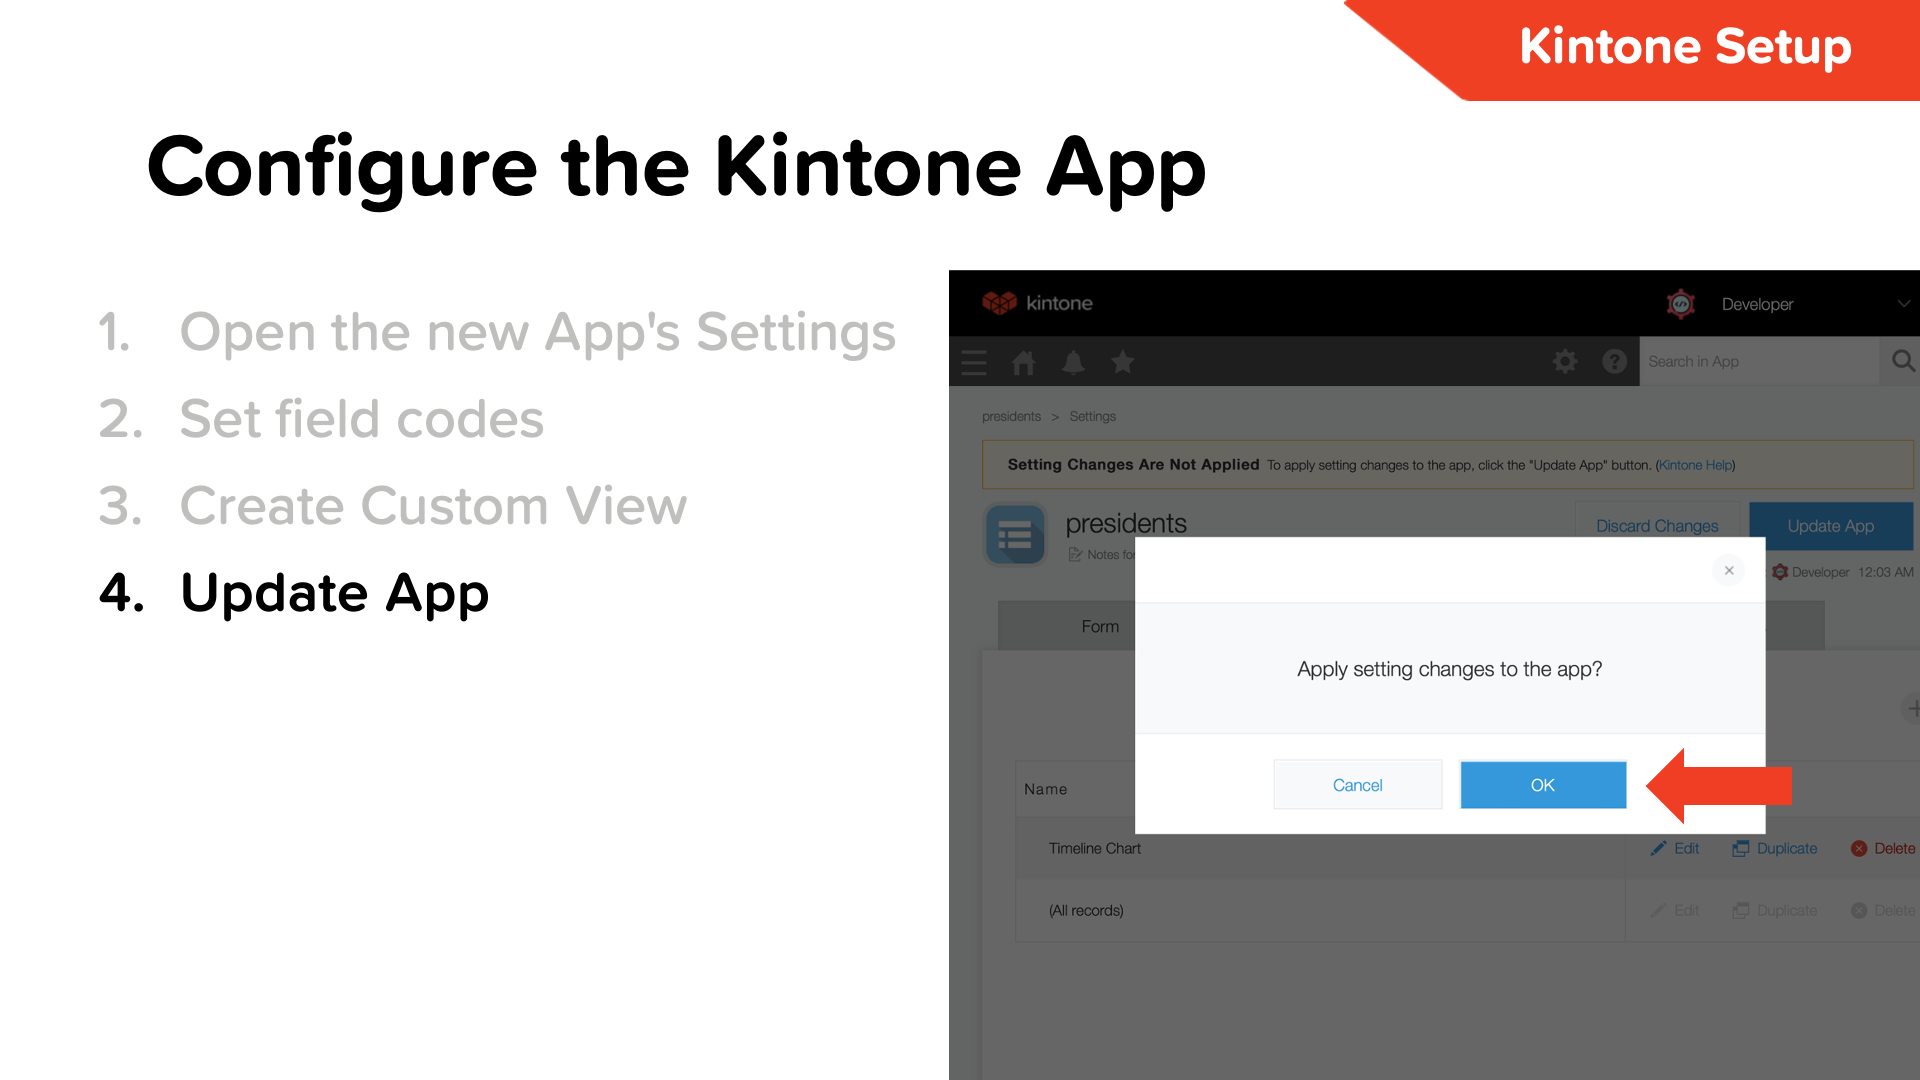 Kintone Setup
Configure the Kintone App
1. Open the new App's Settings
2. Set field codes
3. Create Custom View
4. Update App
kintone
Developer
Search in App
presidents > Settings
Setting Changes Are Not Applied To apply setting changes to the app, click the "Update App" button. (Kintone Help)
presidents
Discard Changes
Update App
Notes for
Developer 12:03 AM
Form
Apply setting changes to the app?
Cancel
OK
Name
Timeline Chart
Edit Duplicate Delete
(All records)
Edit Duplicate Delete